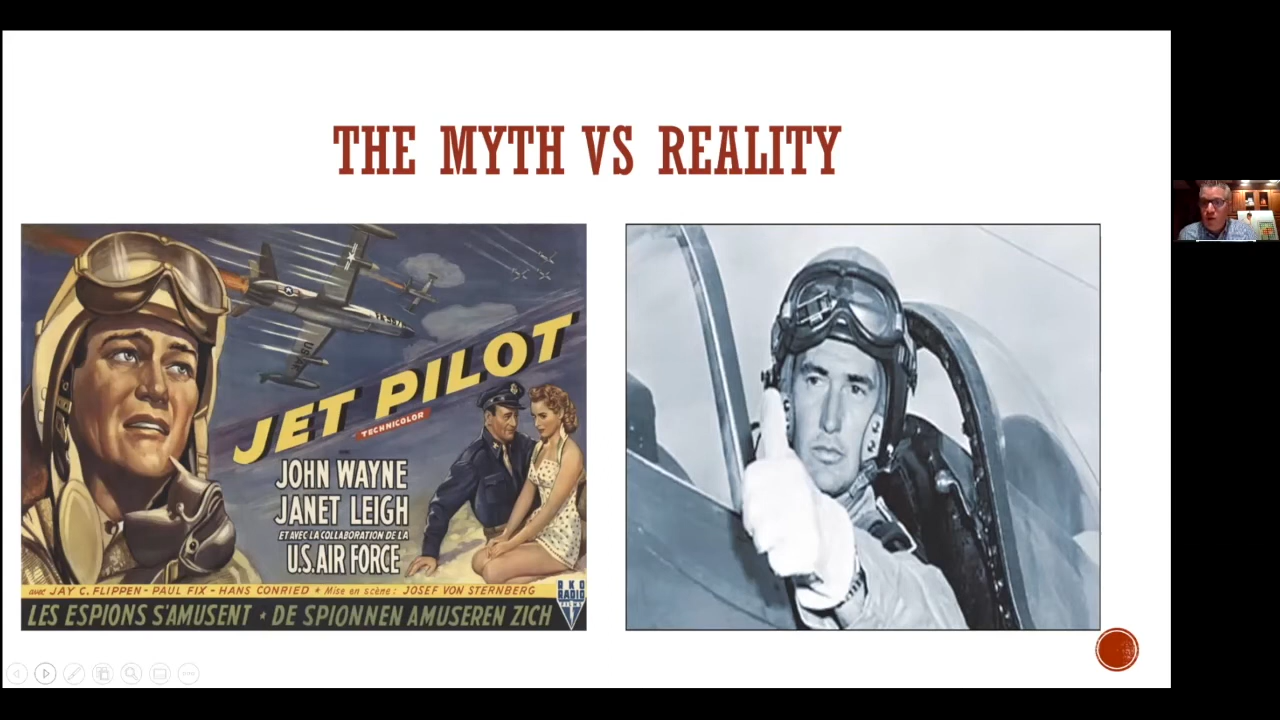 THE MYTH VS REALITY
JET PILOT
TECHNICOLOR
JOHN WAYNE
JANET LEIGH
ET AVEC LA COLLABORATION DE LA
U.S. AIR FORCE
avec JAY C. FLIPPEN - PAUL FIX - HANS CONRIED * Mise en scène : JOSEF VON STERNBERG
RKO
RADIO
FILMS
LES ESPIONS S'AMUSENT * DE SPIONNEN AMUSEREN ZICH